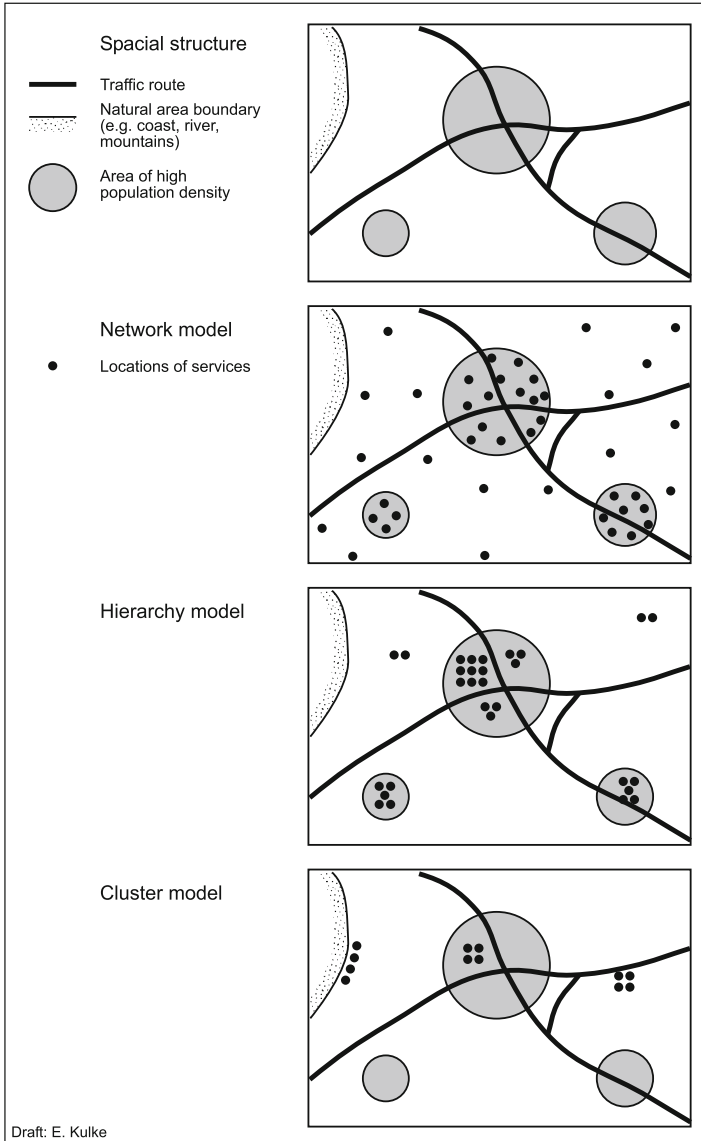 Spacial structure
Traffic route
Natural area boundary
(e.g. coast, river,
mountains)
Area of high
population density
Network model
Locations of services
Hierarchy model
Cluster model
Draft: E. Kulke